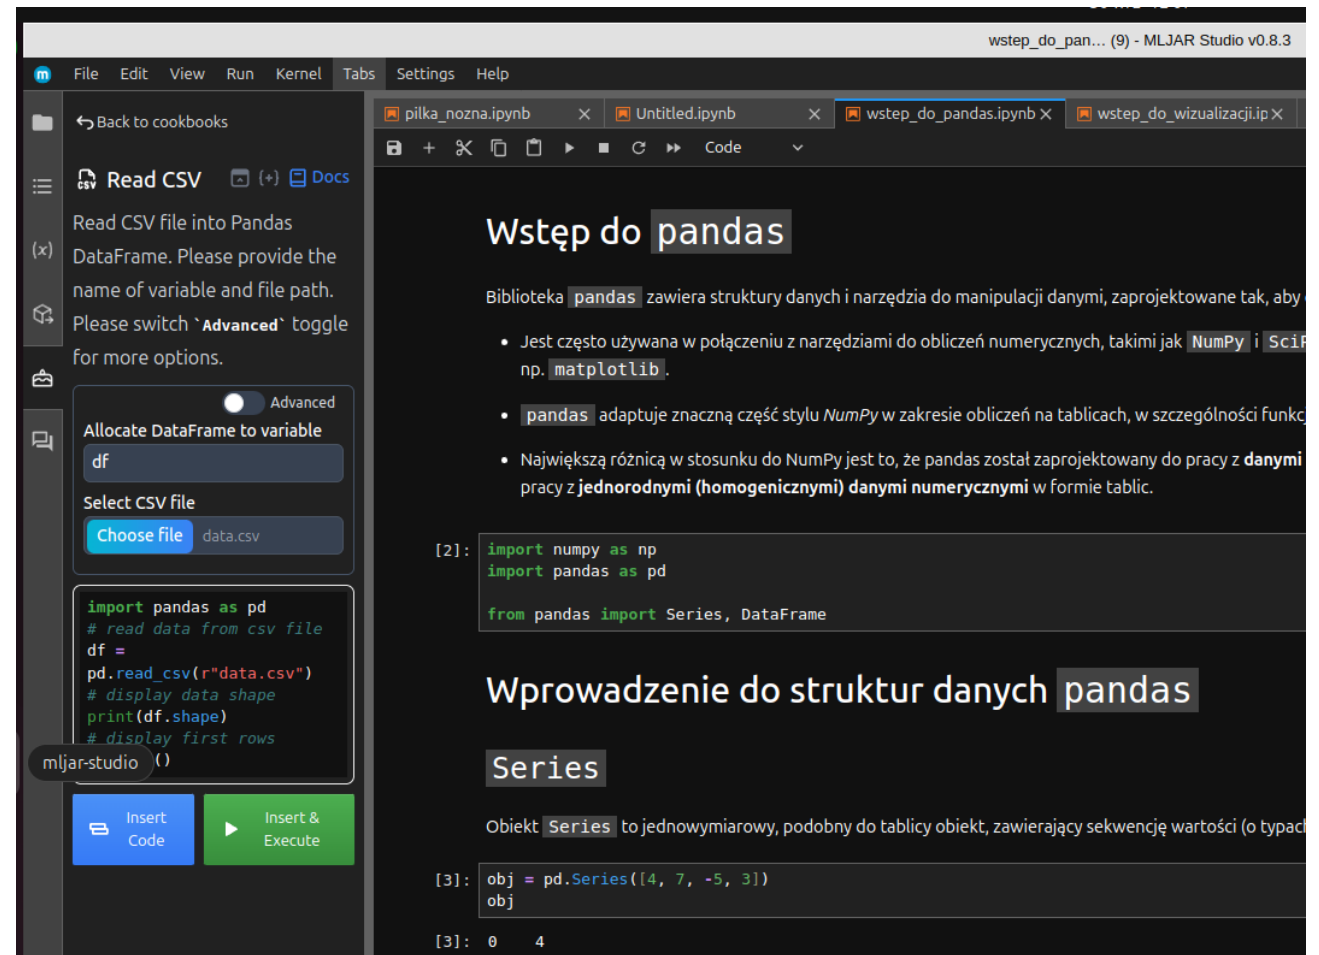 wstep_do_pan... (9) - MLJAR Studio v0.8.3
m File Edit View Run Kernel Tabs Settings Help
Back to cookbooks
csv Read CSV {+} Docs
Read CSV file into Pandas
DataFrame. Please provide the
name of variable and file path.
Please switch `Advanced` toggle
for more options.
Advanced
Allocate DataFrame to variable
df
Select CSV file
Choose file data.csv
import pandas as pd
# read data from csv file
df =
pd.read_csv(r"data.csv")
# display data shape
print(df.shape)
# display first rows
()
mljar-studio
Insert
Code
Insert &
Execute
(x)
pilka_nozna.ipynb
Untitled.ipynb
wstep_do_pandas.ipynb
wstep_do_wizualizacji.ip
Code
Wstęp do pandas
Biblioteka pandas zawiera struktury danych i narzędzia do manipulacji danymi, zaprojektowane tak, aby
• Jest często używana w połączeniu z narzędziami do obliczeń numerycznych, takimi jak NumPy i SciP
np. matplotlib.
• pandas adaptuje znaczną część stylu NumPy w zakresie obliczeń na tablicach, w szczególności funkc
• Największą różnicą w stosunku do NumPy jest to, że pandas został zaprojektowany do pracy z danymi
pracy z jednorodnymi (homogenicznymi) danymi numerycznymi w formie tablic.
[2]: import numpy as np
import pandas as pd
from pandas import Series, DataFrame
Wprowadzenie do struktur danych pandas
Series
Obiekt Series to jednowymiarowy, podobny do tablicy obiekt, zawierający sekwencję wartości (o typach
[3]: obj = pd.Series([4, 7, -5, 3])
obj
[3]: 0 4